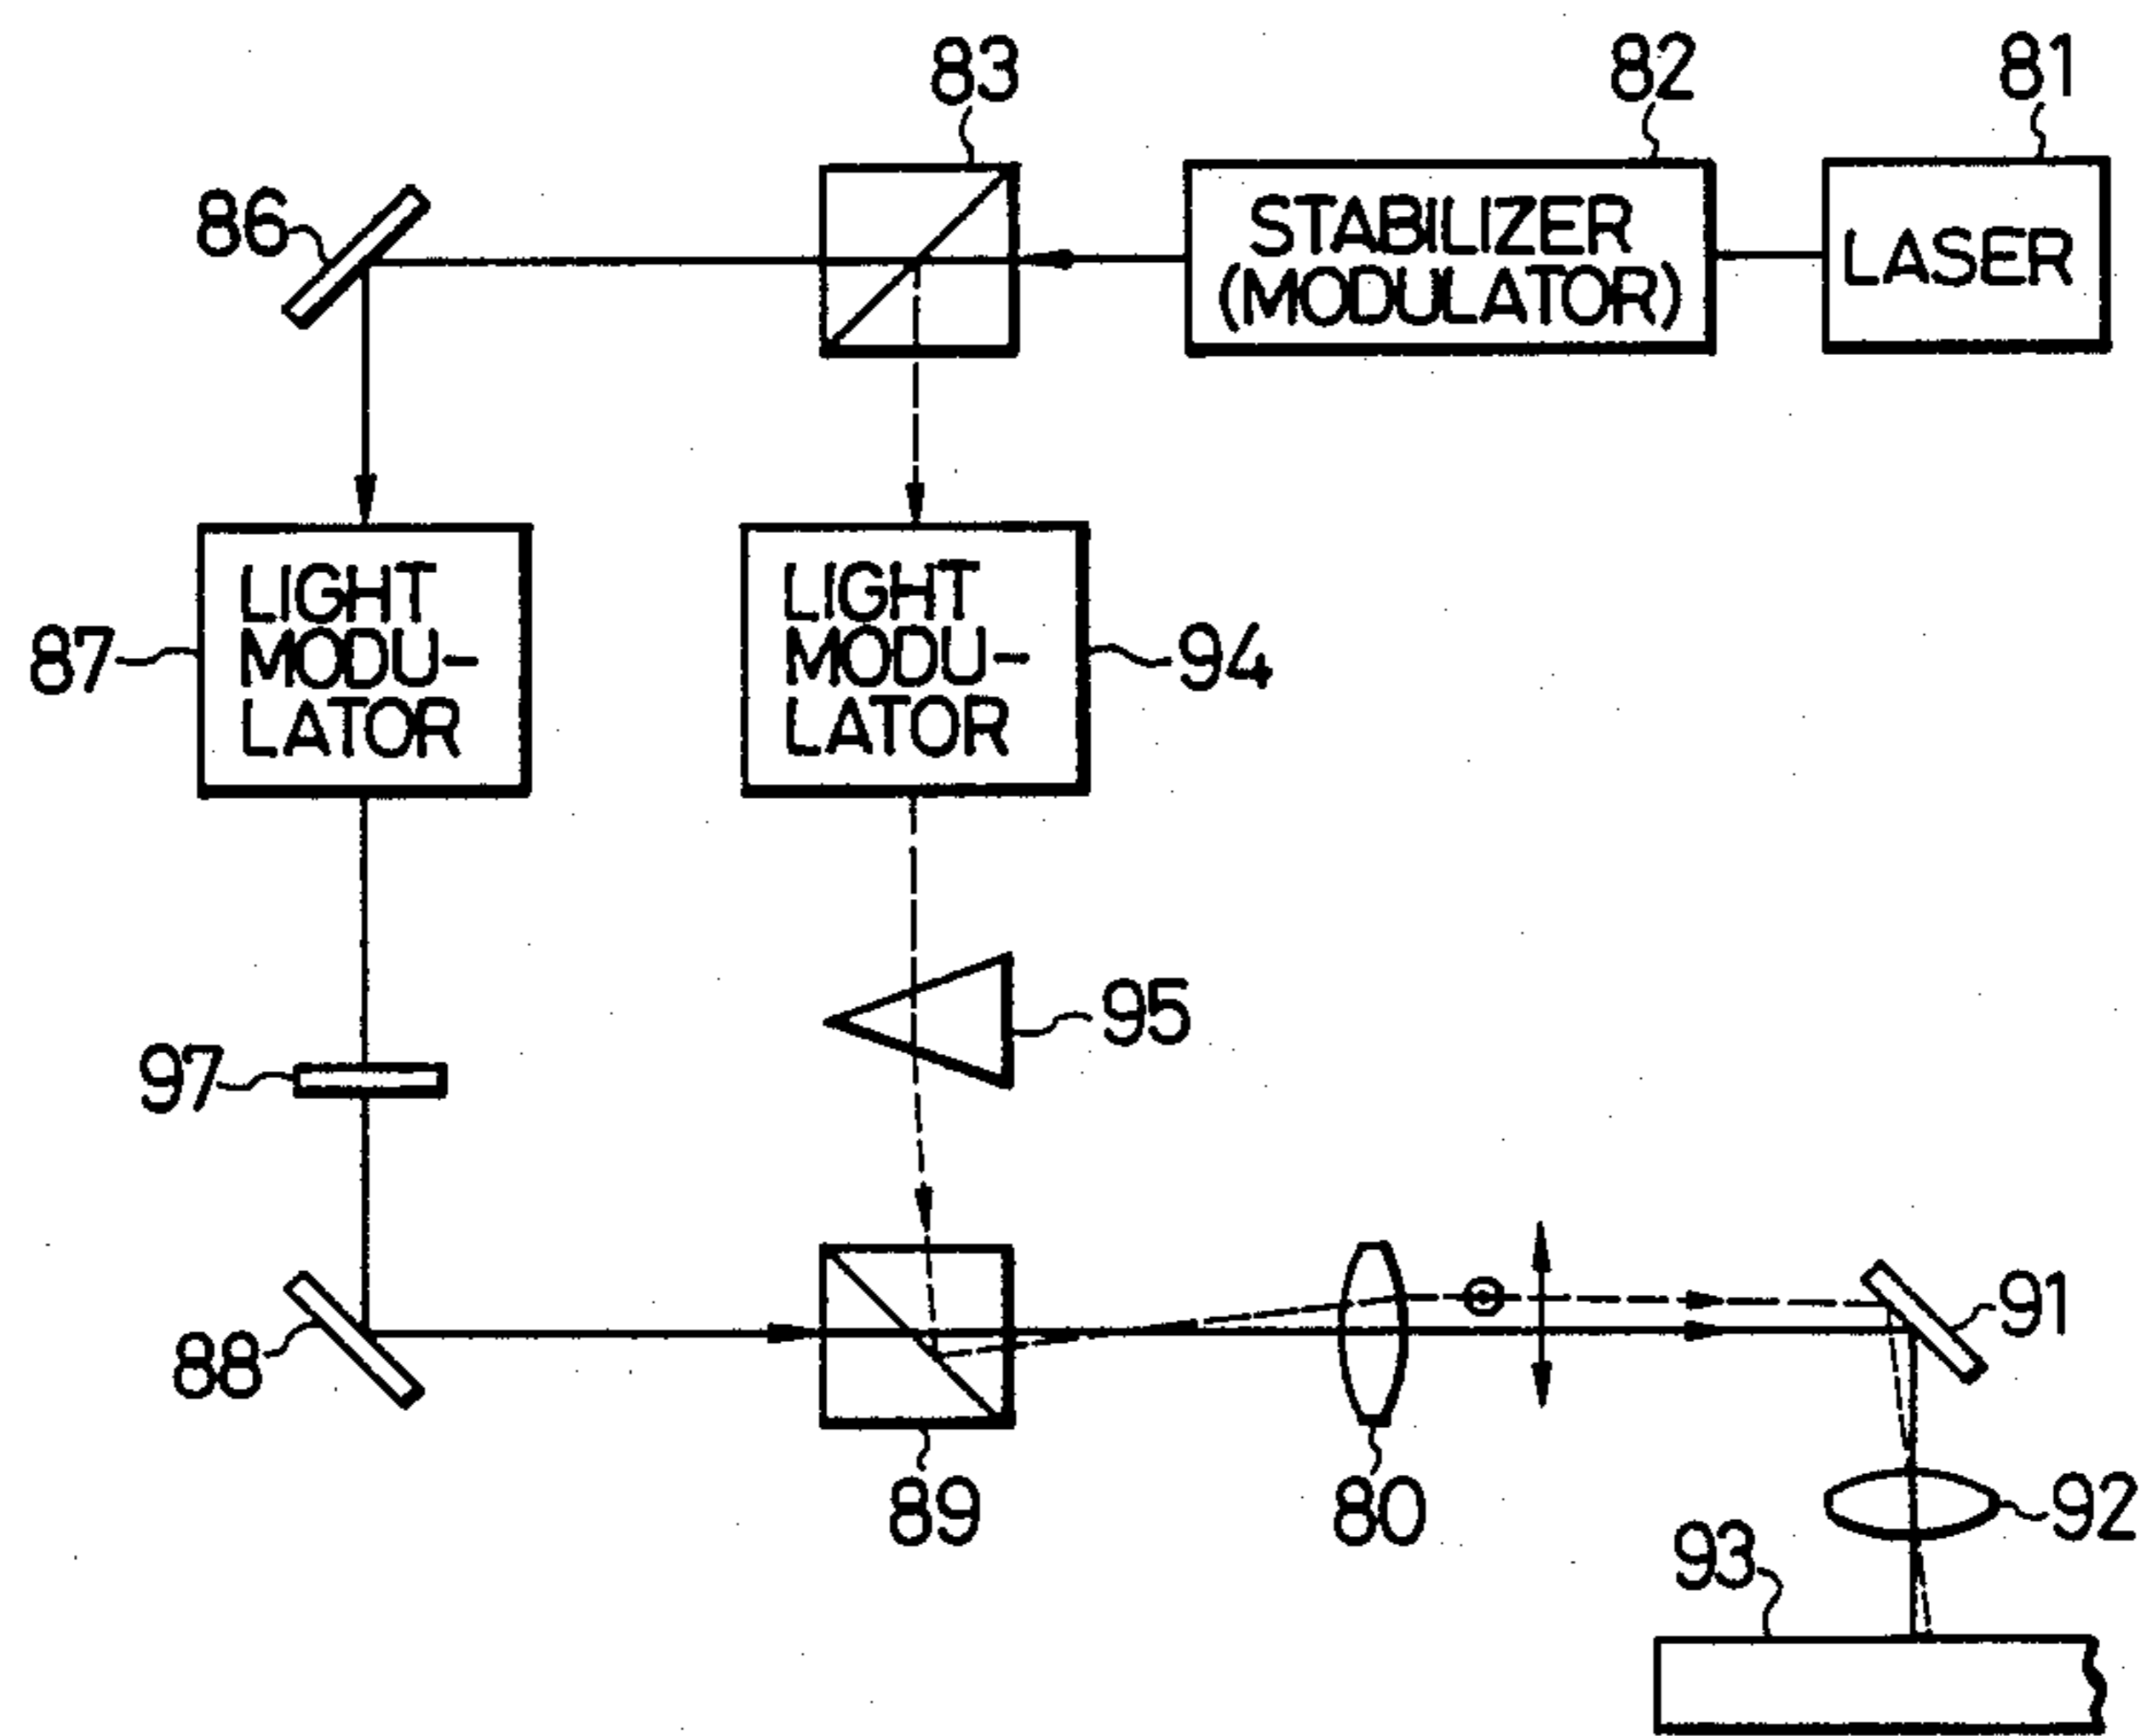 83
82
81
86
STABILIZER
(MODULATOR)
LASER
87
LIGHT
MODU-
LATOR
LIGHT
MODU-
LATOR
94
95
97
91
88
89
80
92
93